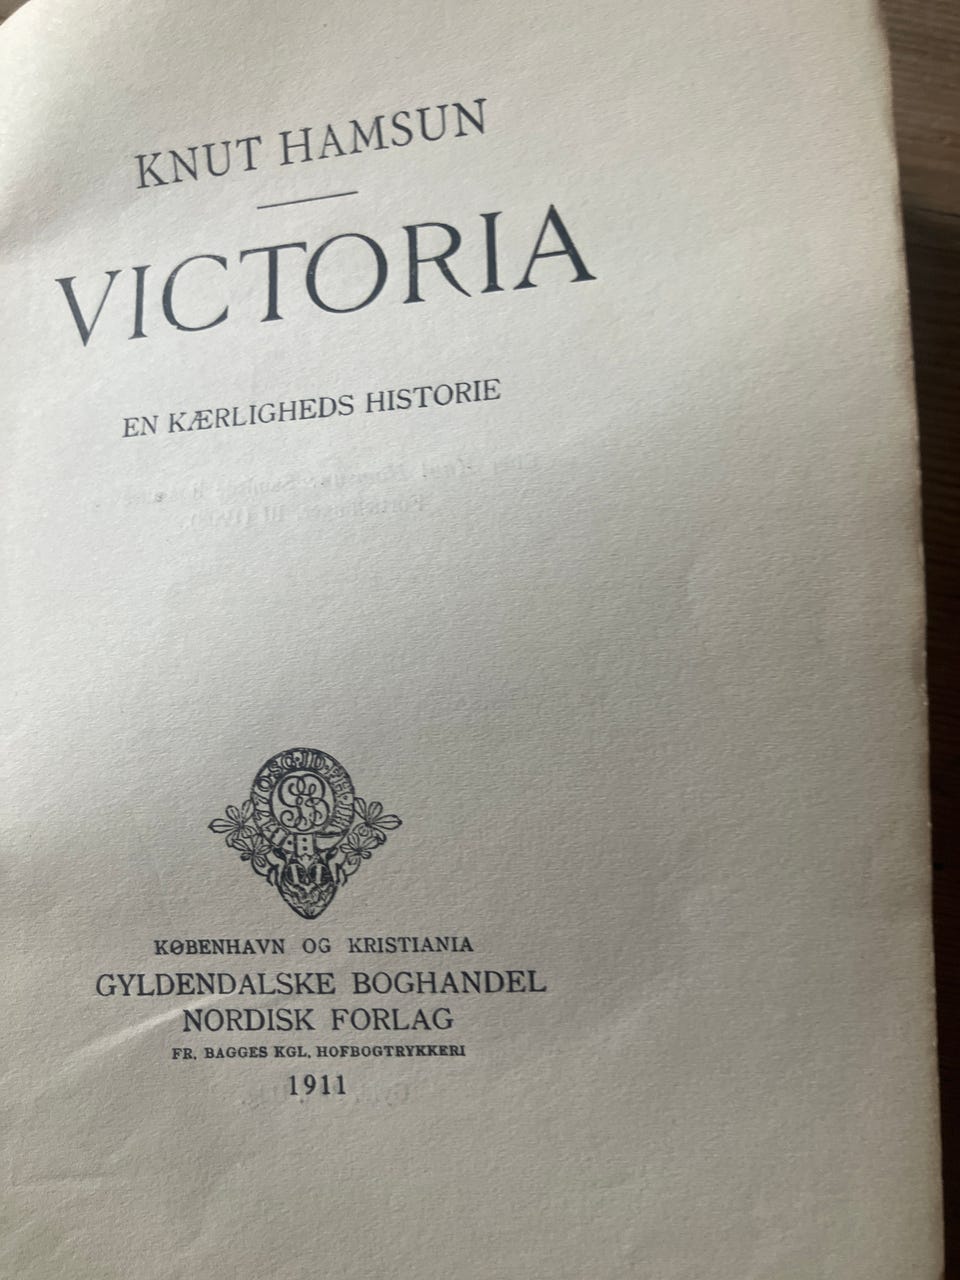 KNUT HAMSUN
VICTORIA
EN KÆRLIGHEDS HISTORIE
KØBENHAVN OG KRISTIANIA
GYLDENDALSKE BOGHANDEL
NORDISK FORLAG
FR. BAGGES KGL. HOFBOGTRYKKERI
1911